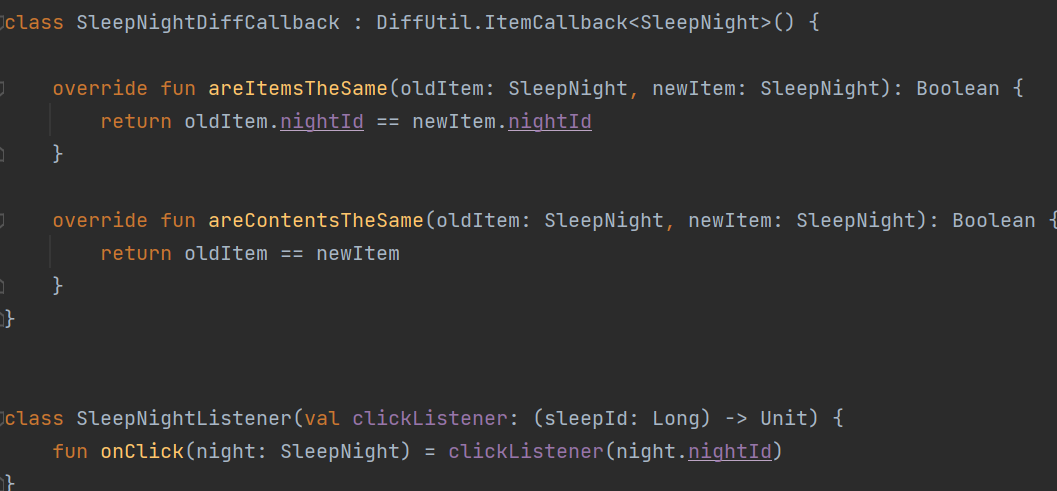 class SleepNightDiffCallback : DiffUtil.ItemCallback<SleepNight>() {
override fun areItemsTheSame(oldItem: SleepNight, newItem: SleepNight): Boolean {
return oldItem.nightId == newItem.nightId
}
override fun areContentsTheSame(oldItem: SleepNight, newItem: SleepNight): Boolean {
return oldItem == newItem
}
}
class SleepNightListener(val clickListener: (sleepId: Long) -> Unit) {
fun onClick(night: SleepNight) = clickListener(night.nightId)
}